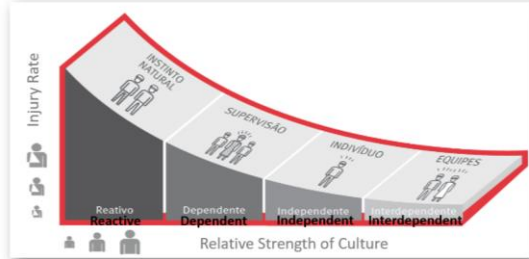 INSTINTO
NATURAL
SUPERVISÃO
INDIVÍDUO
EQUIPES
Injury Rate
Reativo
Reactive
Dependente
Dependent
Independente
Independent
Interdependente
Interdependent
Relative Strength of Culture